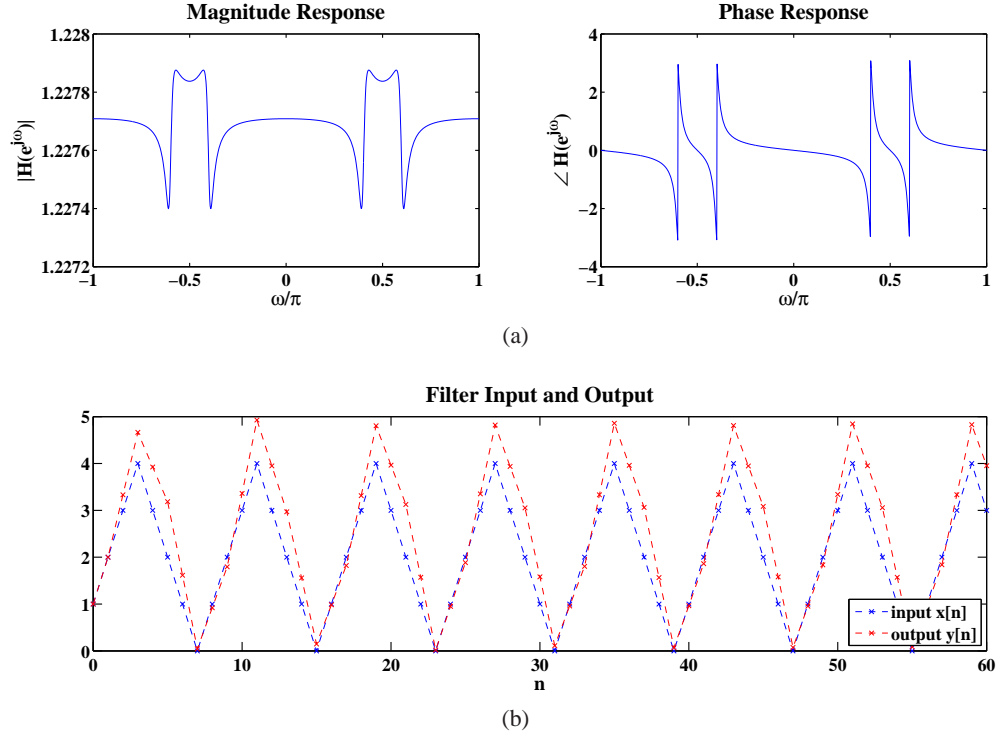 Magnitude Response
1.228
1.2278
1.2276
1.2274
1.2272
|H(e^{jω})|
−1 −0.5 0 0.5 1
ω/π
Phase Response
4
2
0
−2
−4
∠ H(e^{jω})
−1 −0.5 0 0.5 1
ω/π
(a)
Filter Input and Output
5
4
3
2
1
0
0 10 20 30 40 50 60
n
input x[n]
output y[n]
(b)